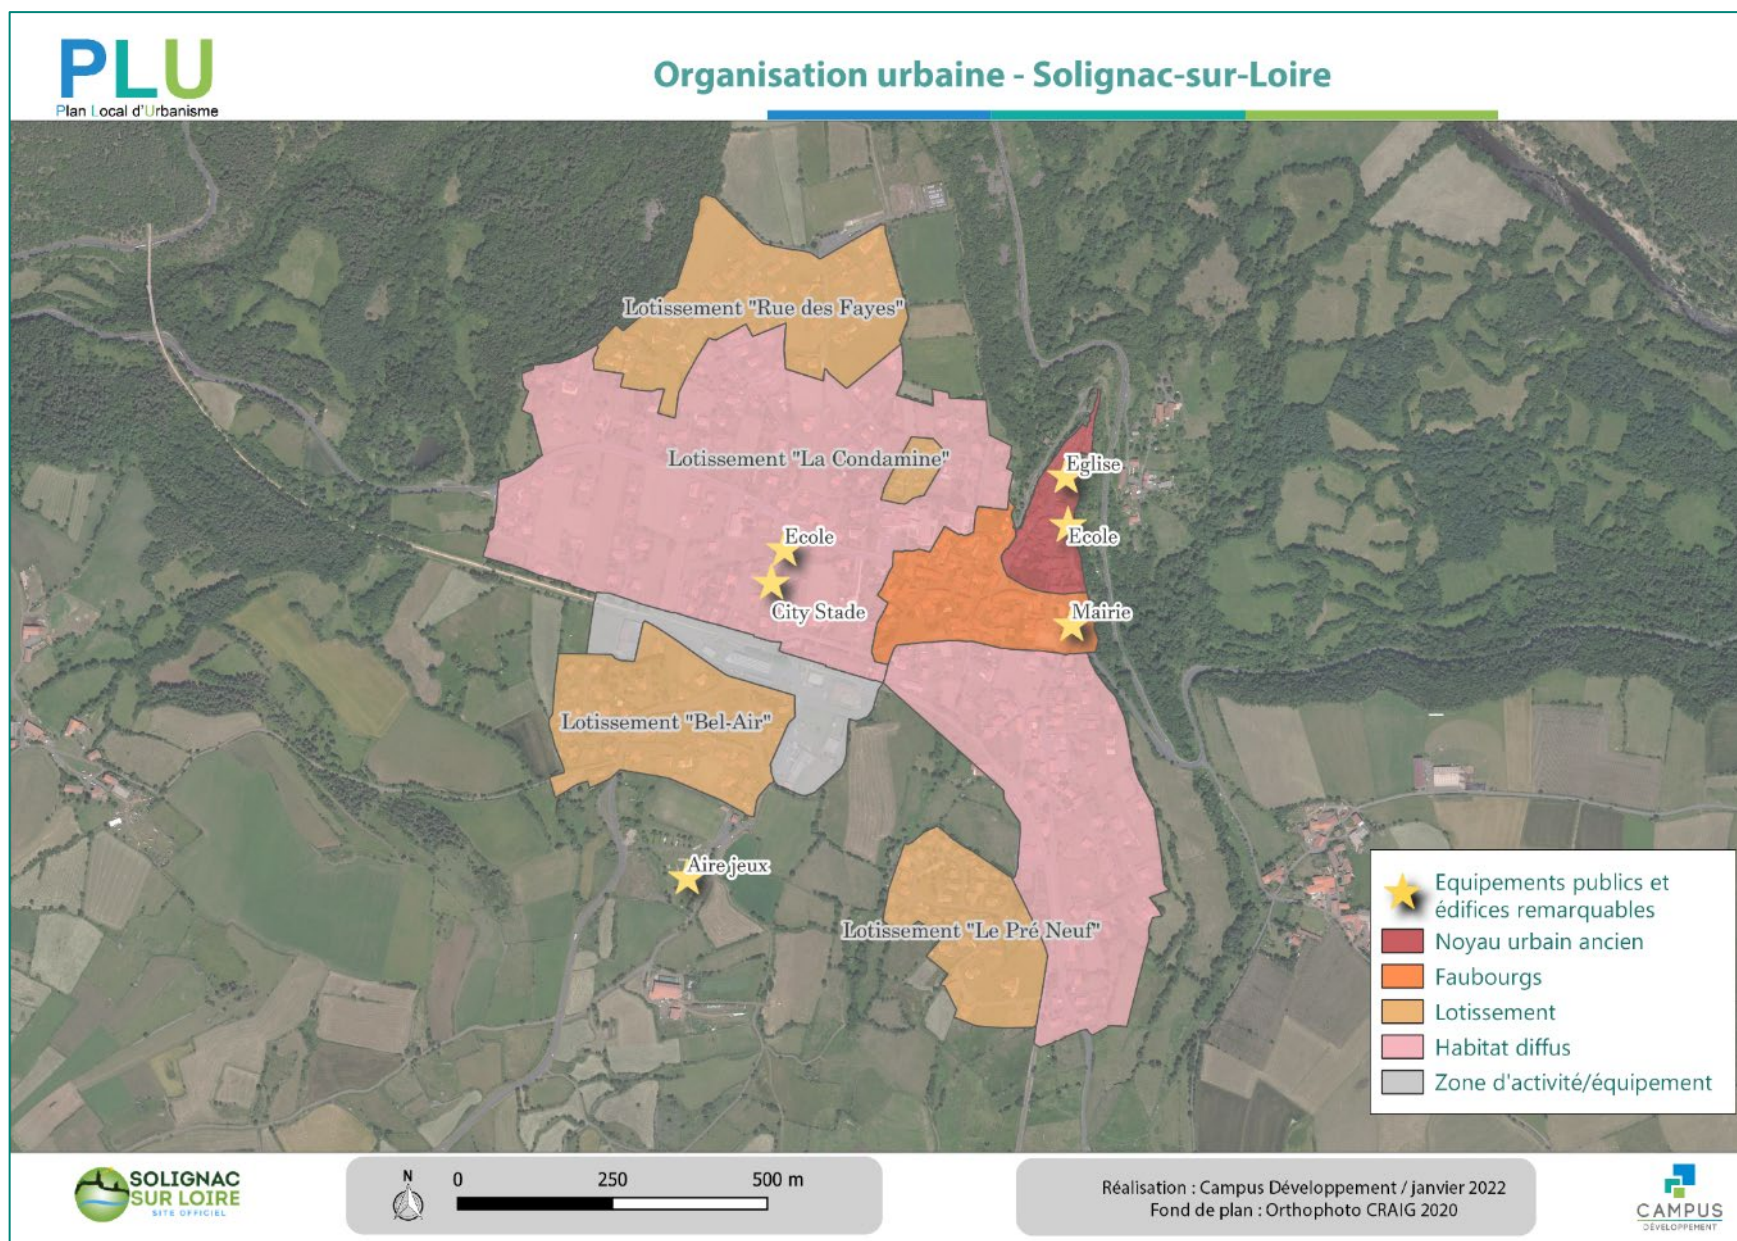 PLU
Plan Local d'Urbanisme
Organisation urbaine - Solignac-sur-Loire
Lotissement "Rue des Fayes"
Lotissement "La Condamine"
Eglise
Ecole
Ecole
City Stade
Mairie
Lotissement "Bel-Air"
Aire jeux
Lotissement "Le Pré Neuf"
Equipements publics et
édifices remarquables
Noyau urbain ancien
Faubourgs
Lotissement
Habitat diffus
Zone d'activité/équipement
SOLIGNAC
SUR LOIRE
SITE OFFICIEL
N
0 250 500 m
Réalisation : Campus Développement / janvier 2022
Fond de plan : Orthophoto CRAIG 2020
CAMPUS
DÉVELOPPEMENT